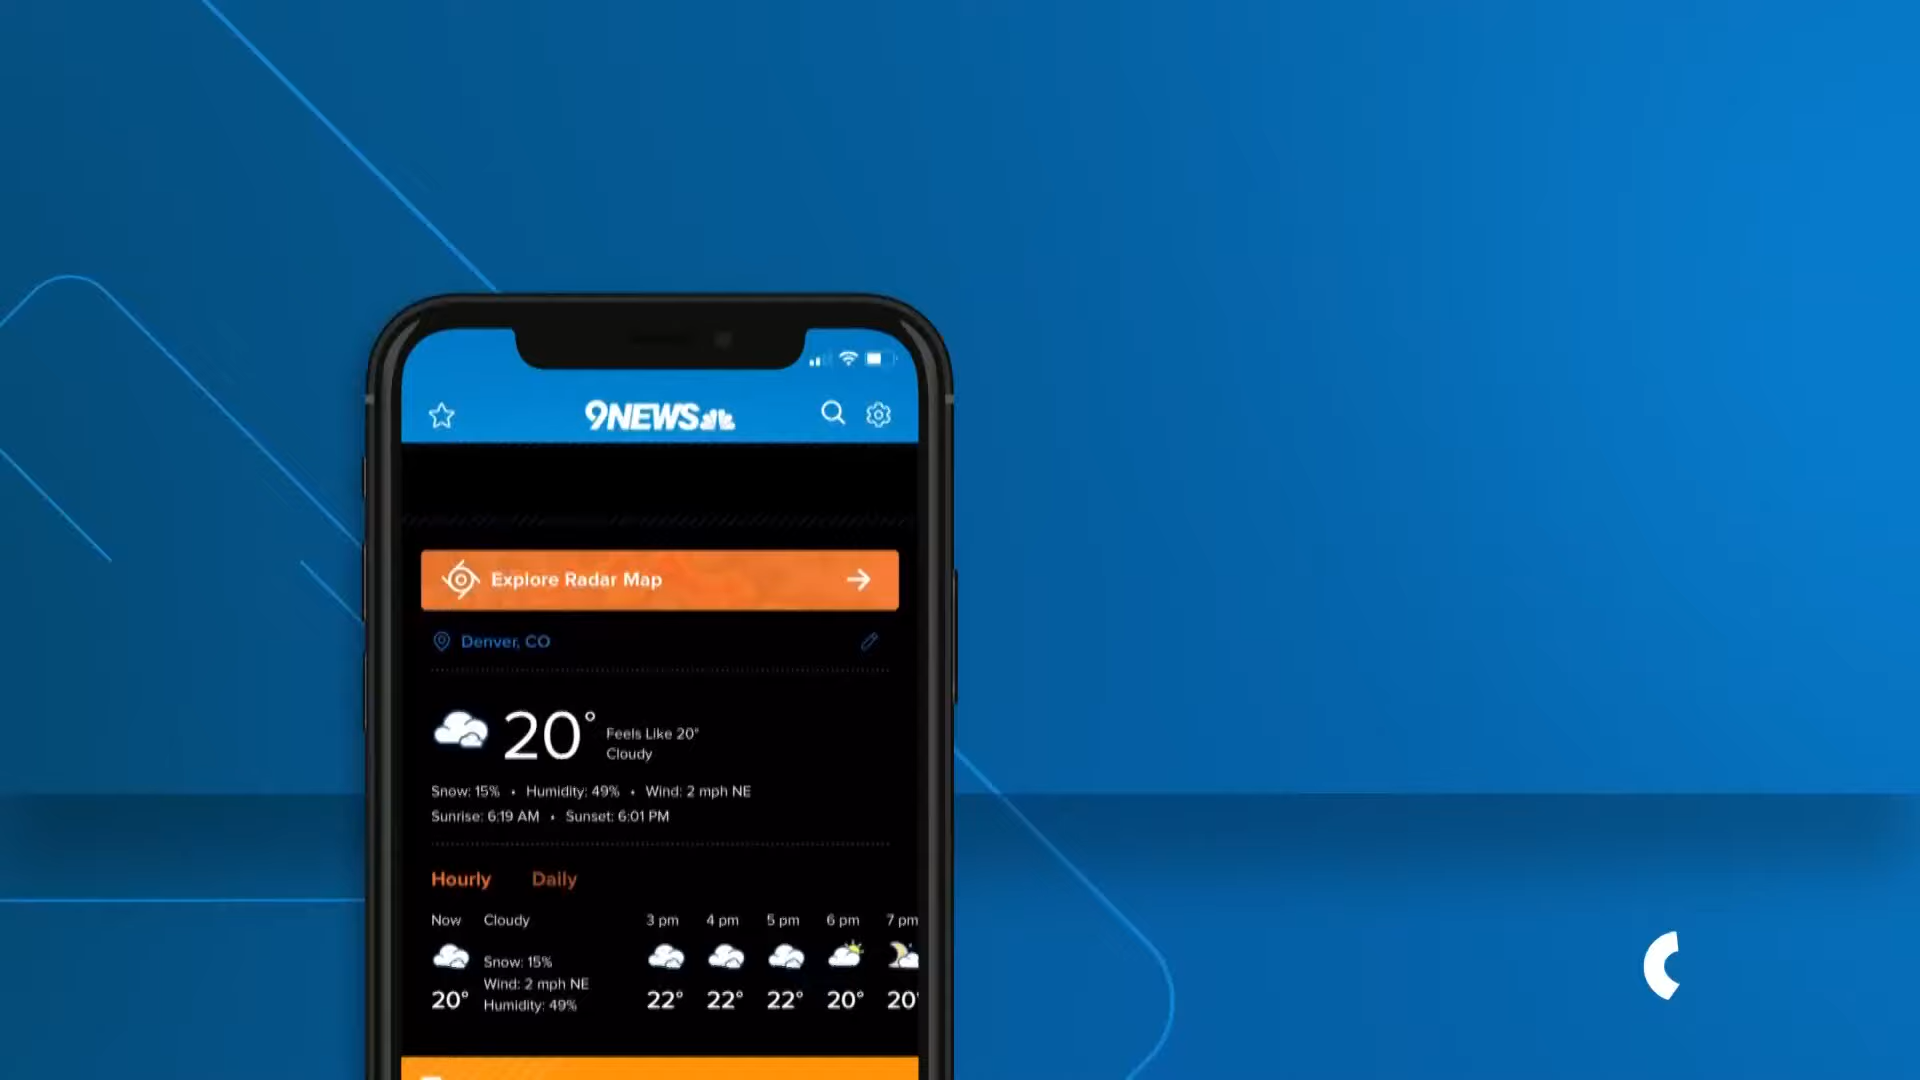 9NEWS
Explore Radar Map
Denver, CO
20°
Feels Like 20°
Cloudy
Snow: 15% • Humidity: 49% • Wind: 2 mph NE
Sunrise: 6:19 AM • Sunset: 6:01 PM
Hourly Daily
Now Cloudy 3 pm 4 pm 5 pm 6 pm 7 pm
Snow: 15%
Wind: 2 mph NE
20° Humidity: 49% 22° 22° 22° 20° 20°